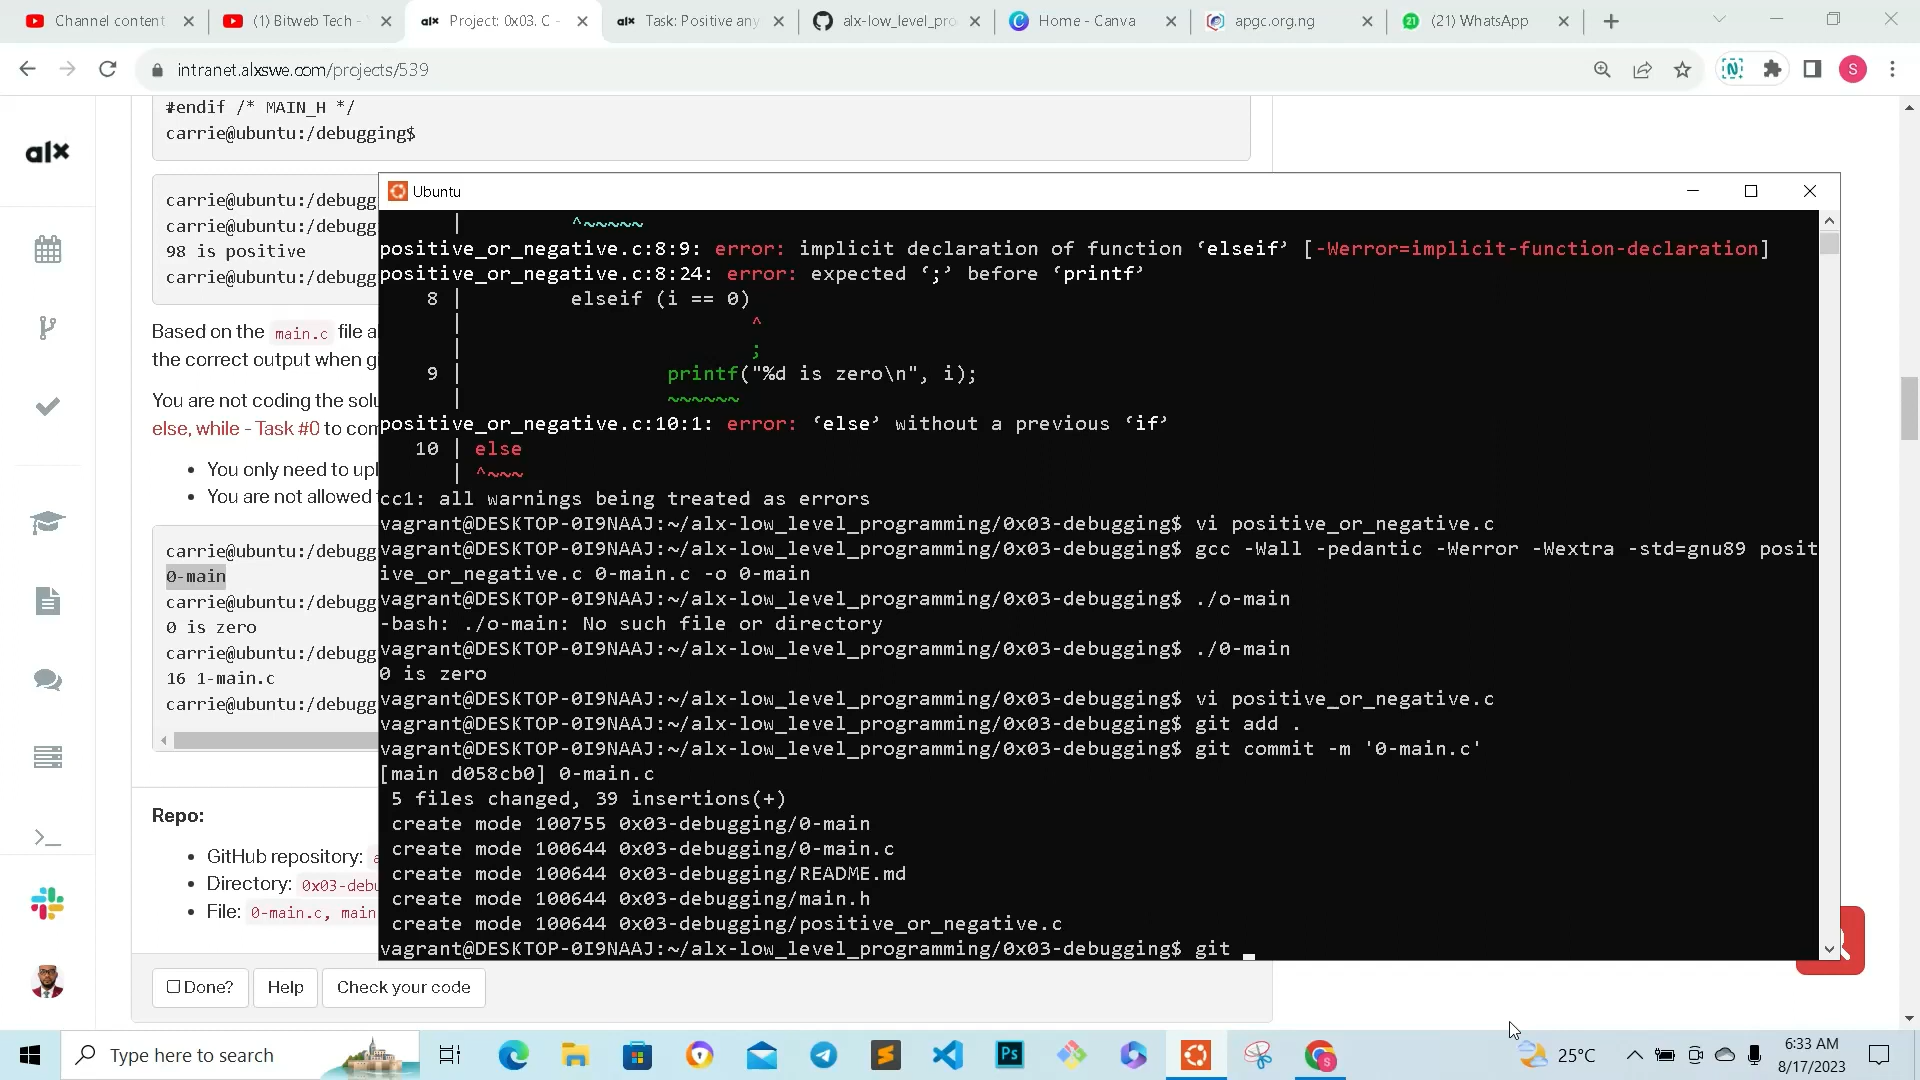 Channel content
(1) Bitweb Tech -
alx Project: 0x03. C -
alx Task: Positive any
alx-low_level_pro
Home - Canva
apgc.org.ng
21 (21) WhatsApp
intranet.alxswe.com/projects/539
S
#endif /* MAIN_H */
carrie@ubuntu:/debugging$
alx
carrie@ubuntu:/debugg
carrie@ubuntu:/debugg
98 is positive
carrie@ubuntu:/debugg
Based on the main.c file a
the correct output when gi
You are not coding the solu
else, while - Task #0 to com
You only need to upl
You are not allowed
carrie@ubuntu:/debugg
0-main
carrie@ubuntu:/debugg
0 is zero
carrie@ubuntu:/debugg
16 1-main.c
carrie@ubuntu:/debugg
Repo:
GitHub repository: a
Directory: 0x03-debu
File: 0-main.c, main
Done? Help Check your code
Ubuntu
| ^~~~~~
positive_or_negative.c:8:9: error: implicit declaration of function ‘elseif’ [-Werror=implicit-function-declaration]
positive_or_negative.c:8:24: error: expected ‘;’ before ‘printf’
8 | elseif (i == 0)
| ^
| ;
9 | printf("%d is zero\n", i);
| ~~~~~~
positive_or_negative.c:10:1: error: ‘else’ without a previous ‘if’
10 | else
| ^~~~
cc1: all warnings being treated as errors
vagrant@DESKTOP-0I9NAAJ:~/alx-low_level_programming/0x03-debugging$ vi positive_or_negative.c
vagrant@DESKTOP-0I9NAAJ:~/alx-low_level_programming/0x03-debugging$ gcc -Wall -pedantic -Werror -Wextra -std=gnu89 posit
ive_or_negative.c 0-main.c -o 0-main
vagrant@DESKTOP-0I9NAAJ:~/alx-low_level_programming/0x03-debugging$ ./o-main
-bash: ./o-main: No such file or directory
vagrant@DESKTOP-0I9NAAJ:~/alx-low_level_programming/0x03-debugging$ ./0-main
0 is zero
vagrant@DESKTOP-0I9NAAJ:~/alx-low_level_programming/0x03-debugging$ vi positive_or_negative.c
vagrant@DESKTOP-0I9NAAJ:~/alx-low_level_programming/0x03-debugging$ git add .
vagrant@DESKTOP-0I9NAAJ:~/alx-low_level_programming/0x03-debugging$ git commit -m '0-main.c'
[main d058cb0] 0-main.c
5 files changed, 39 insertions(+)
create mode 100755 0x03-debugging/0-main
create mode 100644 0x03-debugging/0-main.c
create mode 100644 0x03-debugging/README.md
create mode 100644 0x03-debugging/main.h
create mode 100644 0x03-debugging/positive_or_negative.c
vagrant@DESKTOP-0I9NAAJ:~/alx-low_level_programming/0x03-debugging$ git
Type here to search
Ps
S
25°C
6:33 AM
8/17/2023